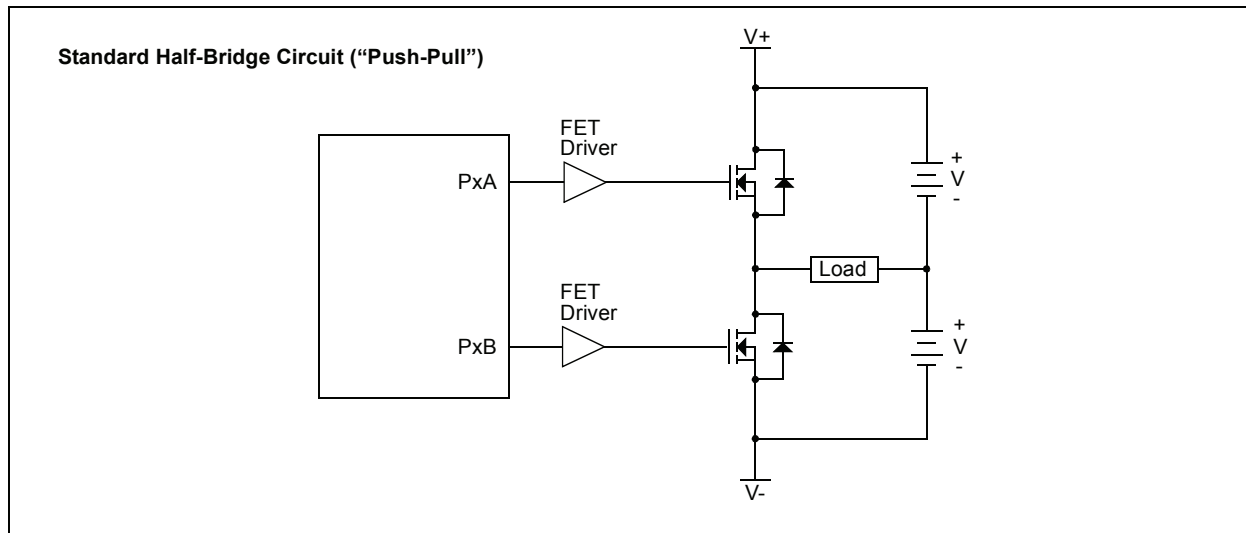 Standard Half-Bridge Circuit (“Push-Pull”)
V+
FET
Driver
PxA
+
V
-
Load
FET
Driver
PxB
+
V
-
V-